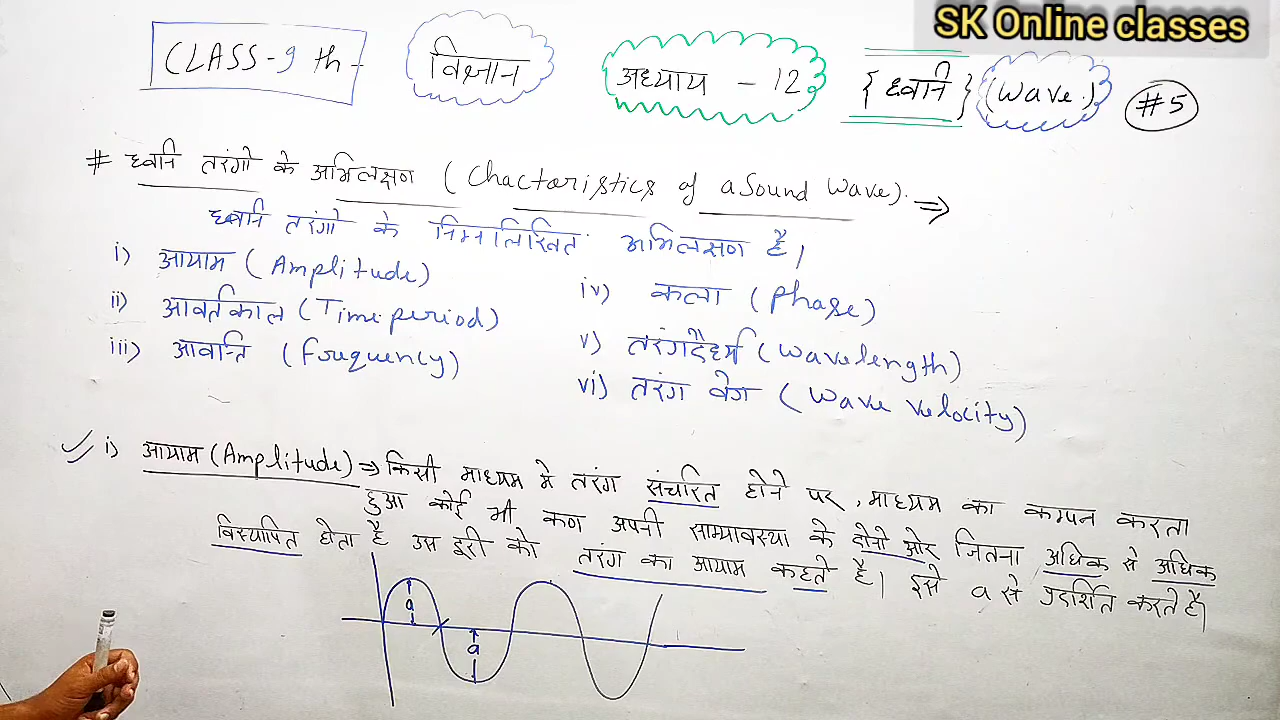 SK Online classes
CLASS-9 th- विज्ञान अध्याय - 12 {ध्वनि} (Wave) #5
# ध्वनि तरंगो के अभिलक्षण (Chactoristics of a Sound Wave). ⇒
ध्वनि तरंगो के निम्नलिखित अभिलक्षण है।
i) आयाम (Amplitude)
ii) आवर्तकाल (Time period)
iii) आवृत्ति (Frequency)
iv) कला (Phase)
v) तरंगदैर्ध्य (Wavelength)
vi) तरंग वेग (Wave velocity)
i) आयाम (Amplitude) ⇒ किसी माध्यम मे तरंग संचरित होने पर, माध्यम का कम्पन करता
हुआ कोई भी कण अपनी साम्यावस्था के दोनो ओर जितना अधिक से अधिक
विस्थापित होता है उस दूरी को तरंग का आयाम कहते है। इसे a से प्रदर्शित करते है।
a
a